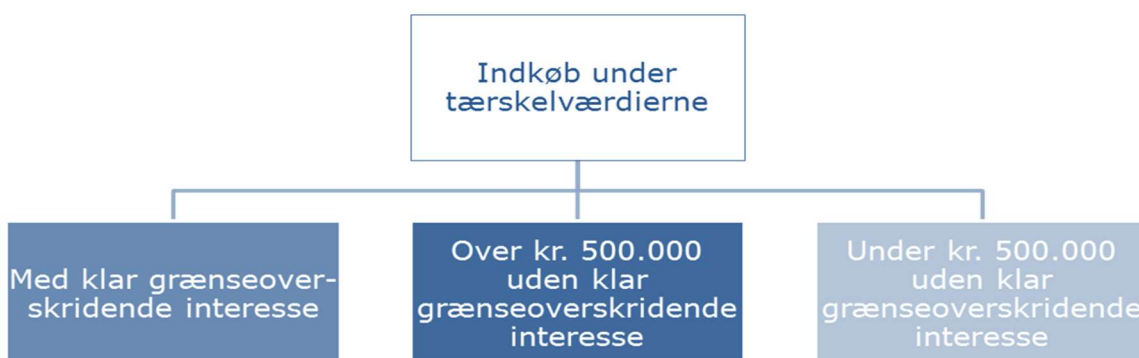 Indkøb under
tærskelværdierne
Med klar grænseover-
skridende interesse
Over kr. 500.000
uden klar
grænseoverskridende
interesse
Under kr. 500.000
uden klar
grænseoverskridende
interesse